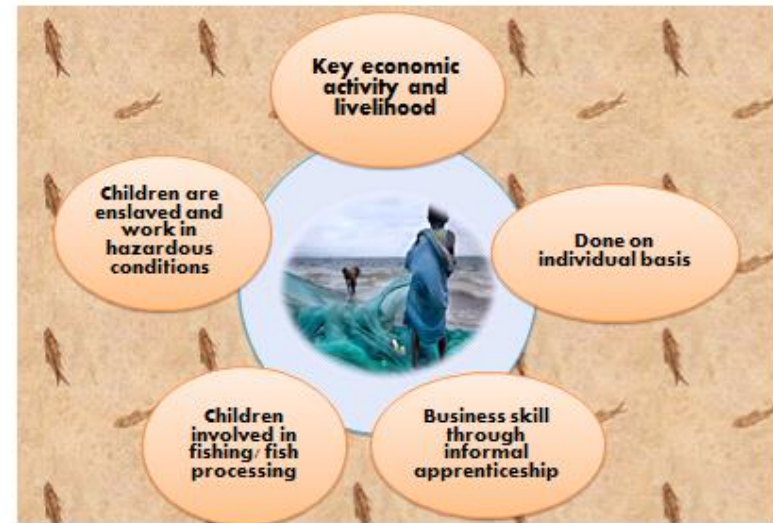 Key economic
activity and
livelihood
Done on
individual basis
Business skill
through
informal
apprenticeship
Children
involved in
fishing/ fish
processing
Children are
enslaved and
work in
hazardous
conditions